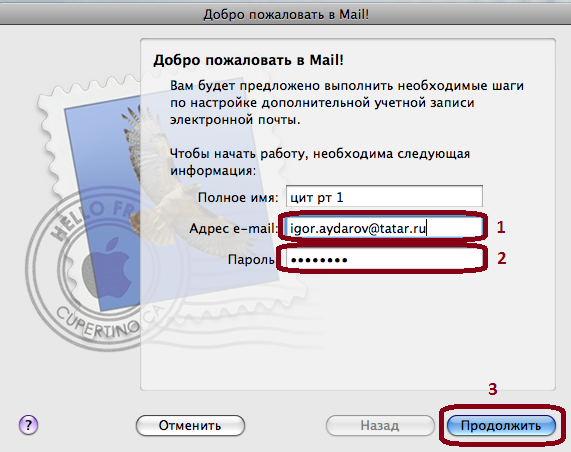 Добро пожаловать в Mail!
Добро пожаловать в Mail!
Вам будет предложено выполнить необходимые шаги
по настройке дополнительной учетной записи
электронной почты.
Чтобы начать работу, необходима следующая
информация:
Полное имя: цит рт 1
Адрес e-mail: igor.aydarov@tatar.ru 1
Пароль: •••••••• 2
HELLO FR
CUPERTINO CA
3
? Отменить Назад Продолжить